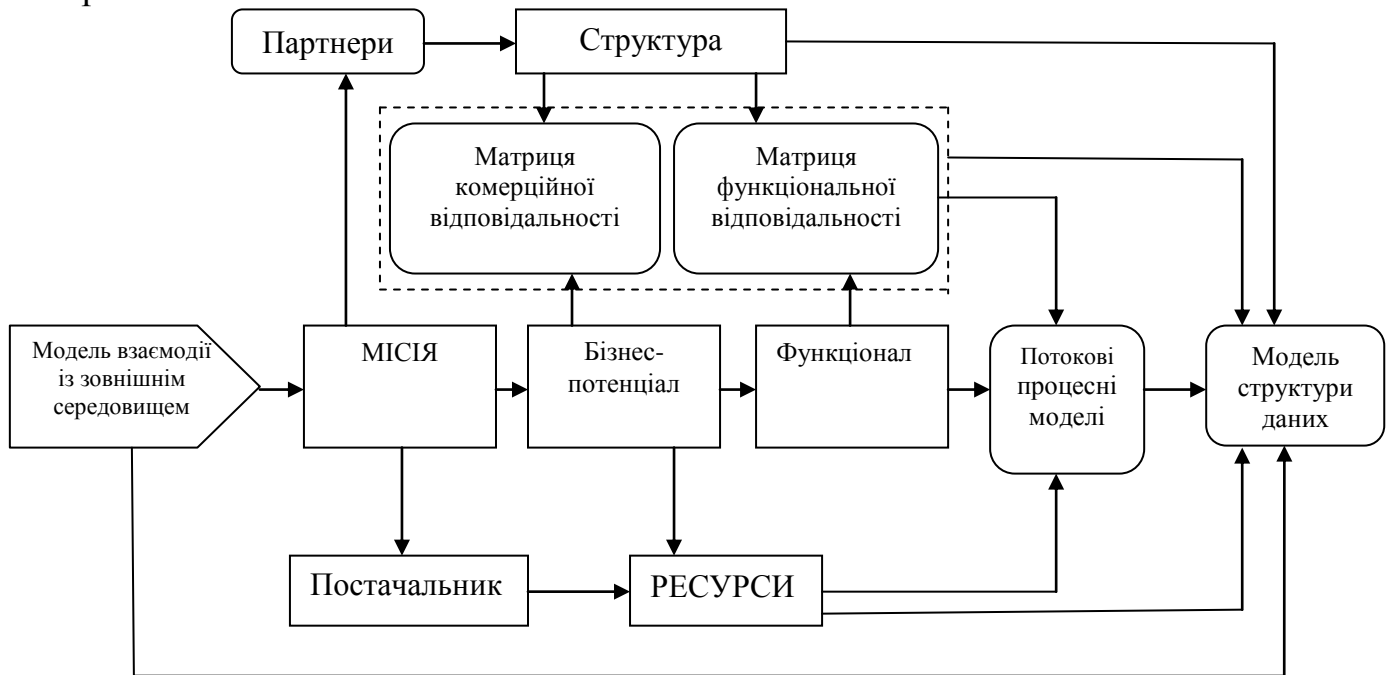 Партнери
Структура
Матриця
комерційної
відповідальності
Матриця
функціональної
відповідальності
Модель взаємодії
із зовнішнім
середовищем
МІСІЯ
Бізнес-
потенціал
Функціонал
Потокові
процесні
моделі
Модель
структури
даних
Постачальник
РЕСУРСИ